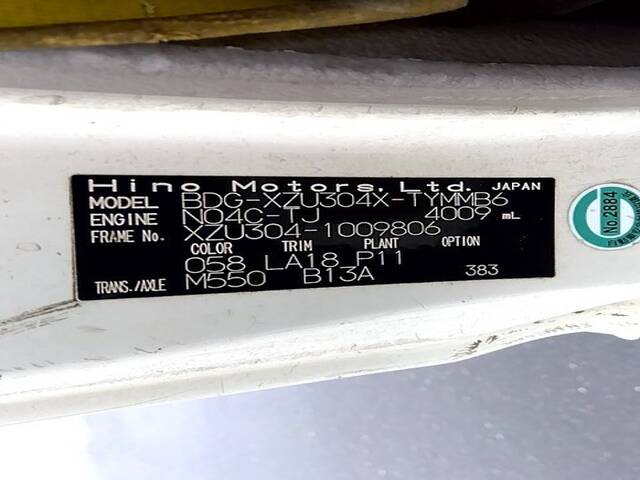 Hino Motors, Ltd. JAPAN
MODEL BDG-XZU304X-TYMMB6
ENGINE N04C-TJ 4009 mL
FRAME No. XZU304-1009806
COLOR TRIM PLANT OPTION
058 LA18 P11
TRANS./AXLE M550 B13A 383
No.2884